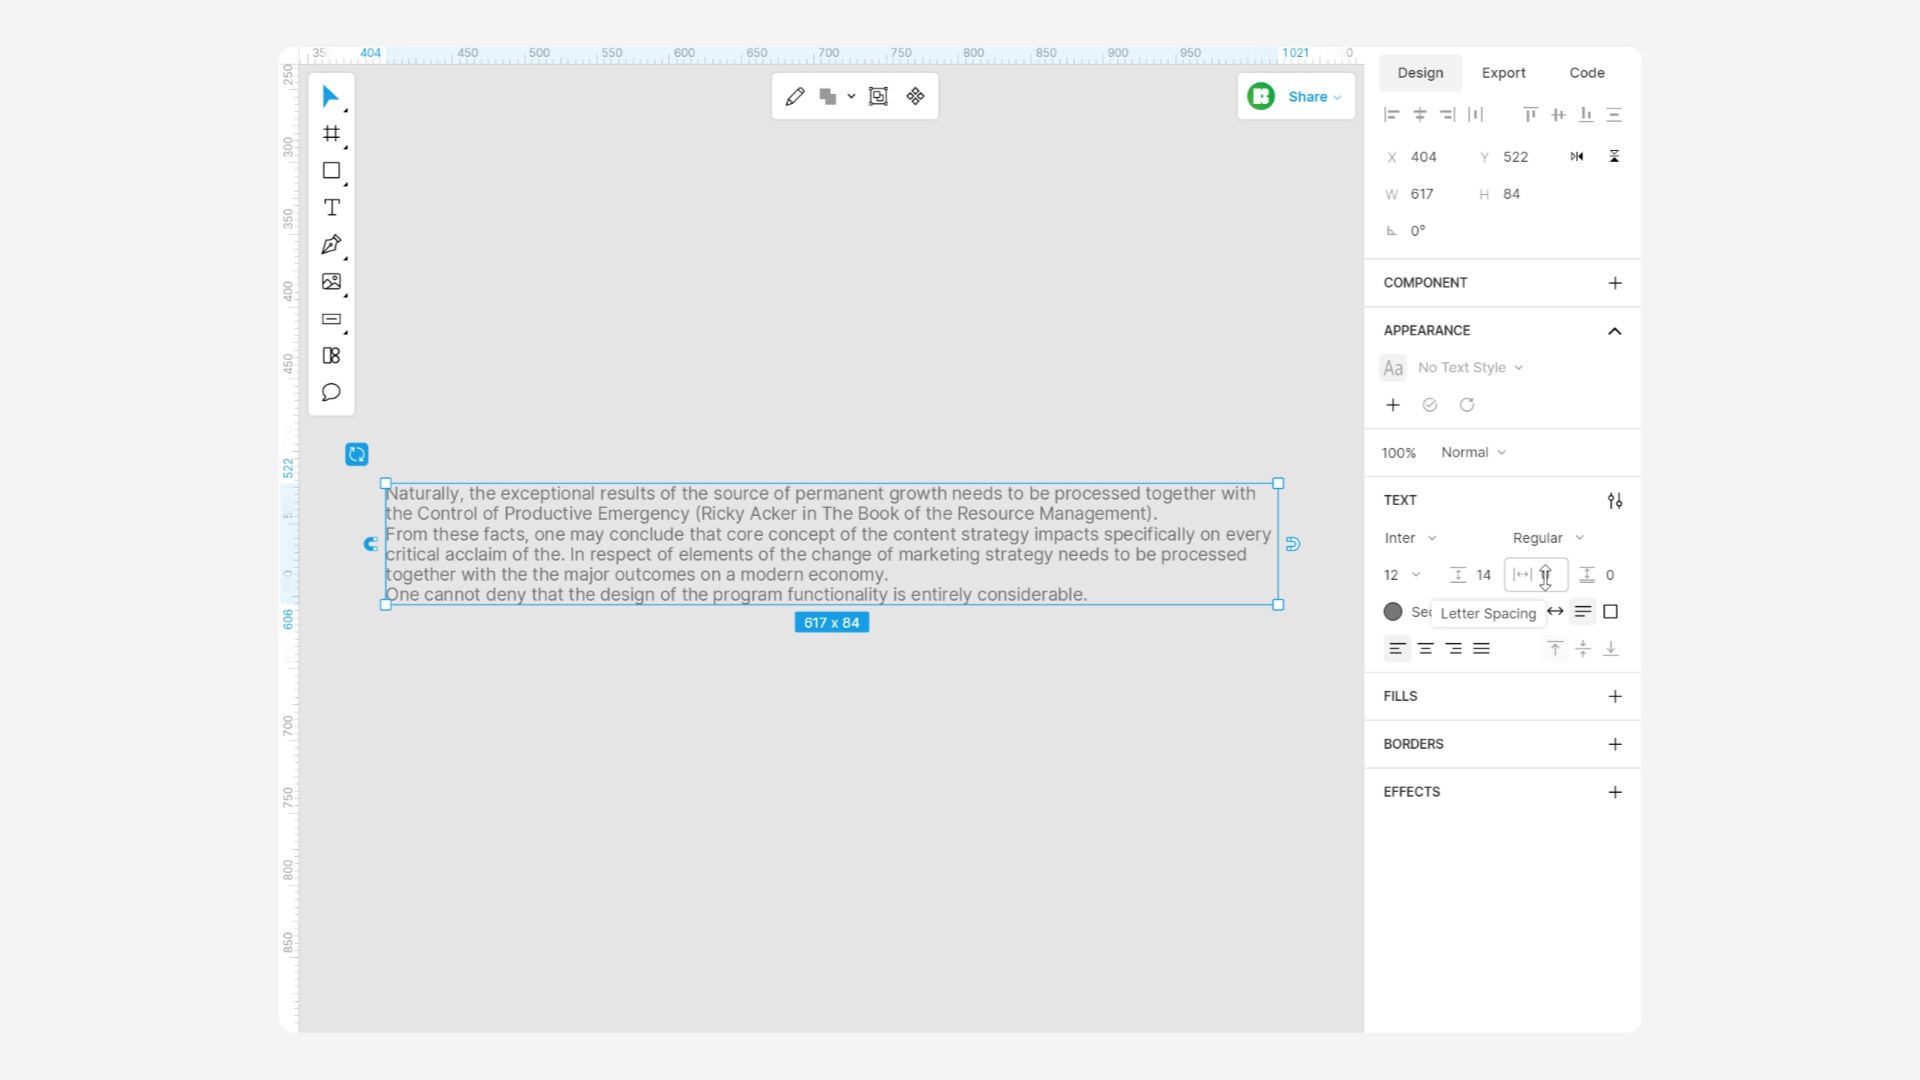 350 404 450 500 550 600 650 700 750 800 850 900 950 1021
Design Export Code
Share
X 404 Y 522
W 617 H 84
0°
COMPONENT
APPEARANCE
Aa No Text Style
100% Normal
TEXT
Inter Regular
12 14 0
Letter Spacing
FILLS
BORDERS
EFFECTS
250
300
350
400
450
522
606
700
750
800
850
Naturally, the exceptional results of the source of permanent growth needs to be processed together with
the Control of Productive Emergency (Ricky Acker in The Book of the Resource Management).
From these facts, one may conclude that core concept of the content strategy impacts specifically on every
critical acclaim of the. In respect of elements of the change of marketing strategy needs to be processed
together with the the major outcomes on a modern economy.
One cannot deny that the design of the program functionality is entirely considerable.
617 x 84